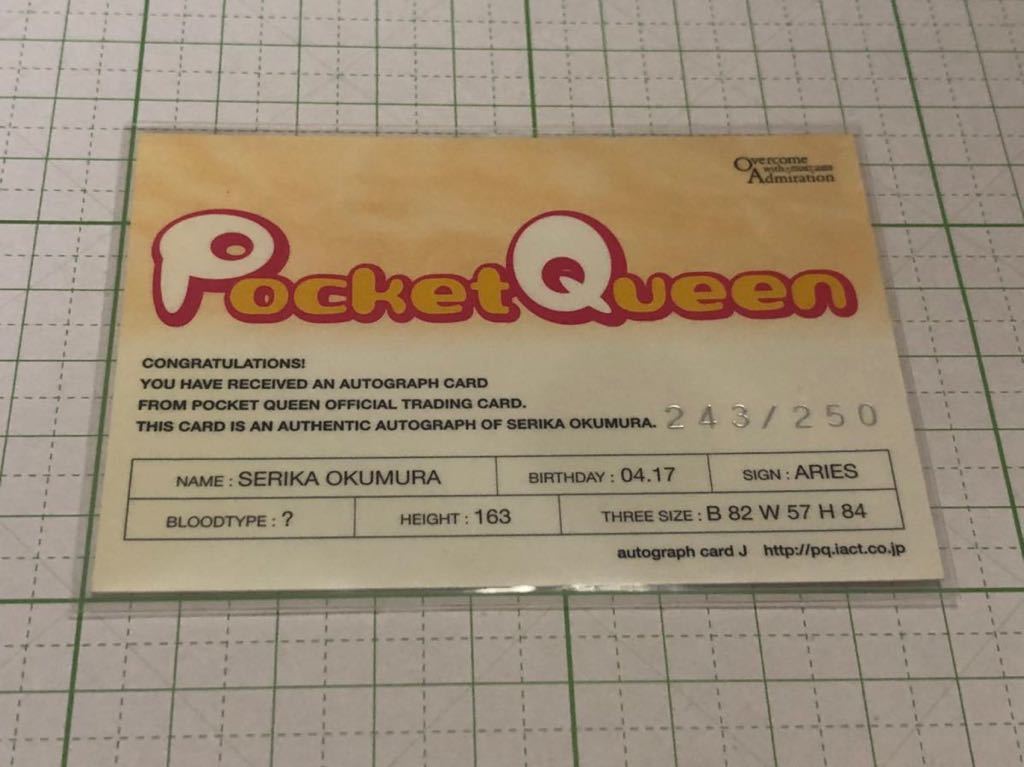 Overcome
with
Admiration
PocketQueen
CONGRATULATIONS!
YOU HAVE RECEIVED AN AUTOGRAPH CARD
FROM POCKET QUEEN OFFICIAL TRADING CARD.
THIS CARD IS AN AUTHENTIC AUTOGRAPH OF SERIKA OKUMURA. 243/250
NAME : SERIKA OKUMURA BIRTHDAY : 04.17 SIGN : ARIES
BLOODTYPE : ? HEIGHT : 163 THREE SIZE : B 82 W 57 H 84
autograph card J http://pq.iact.co.jp